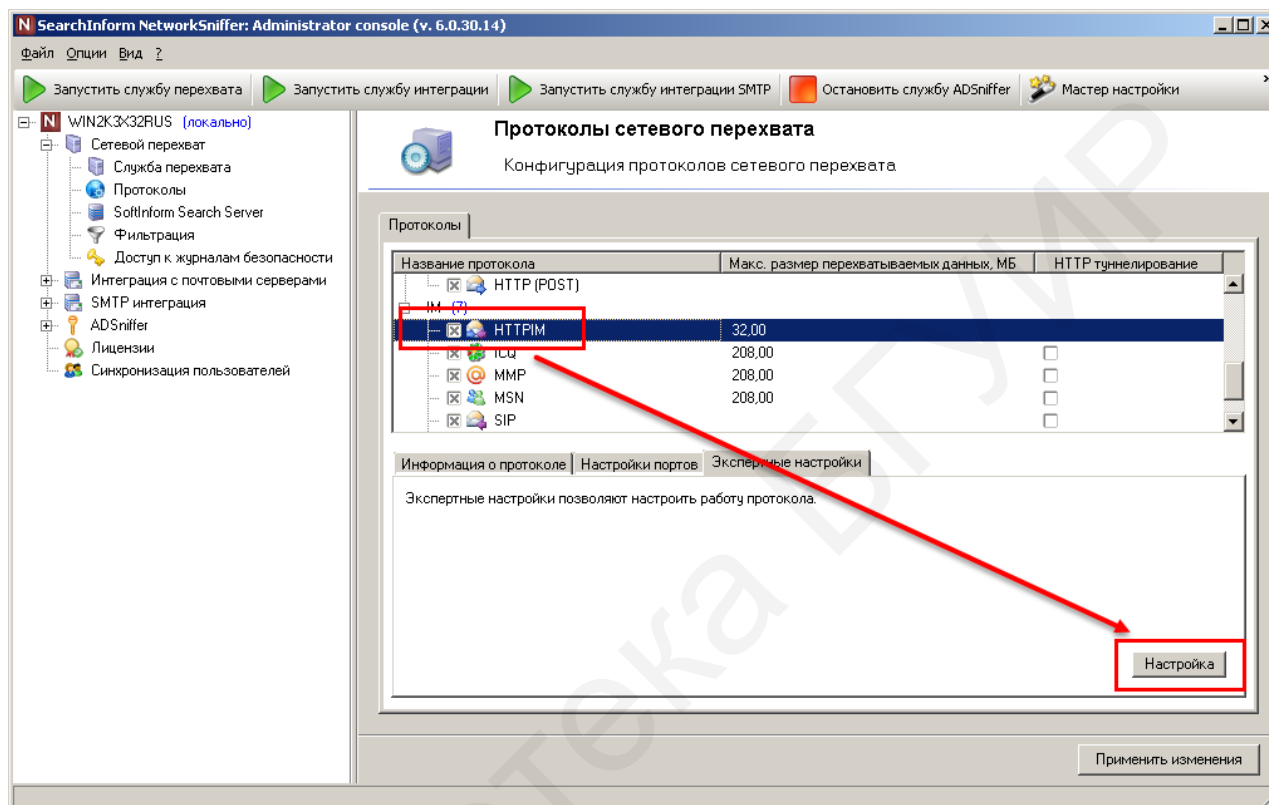 SearchInform NetworkSniffer: Administrator console (v. 6.0.30.14)
Файл Опции Вид ?
Запустить службу перехвата Запустить службу интеграции Запустить службу интеграции SMTP Остановить службу ADSniffer Мастер настройки »
WIN2K3X32RUS (локально)
Сетевой перехват
Служба перехвата
Протоколы
SoftInform Search Server
Фильтрация
Доступ к журналам безопасности
Интеграция с почтовыми серверами
SMTP интеграция
ADSniffer
Лицензии
Синхронизация пользователей
Протоколы сетевого перехвата
Конфигурация протоколов сетевого перехвата
Протоколы
Название протокола Макс. размер перехватываемых данных, МБ HTTP туннелирование
HTTP (POST)
IM (7)
HTTPIM 32,00
ICQ 208,00
MMP 208,00
MSN 208,00
SIP
Информация о протоколе Настройки портов Экспертные настройки
Экспертные настройки позволяют настроить работу протокола.
Настройка
Применить изменения
тека БГУИР